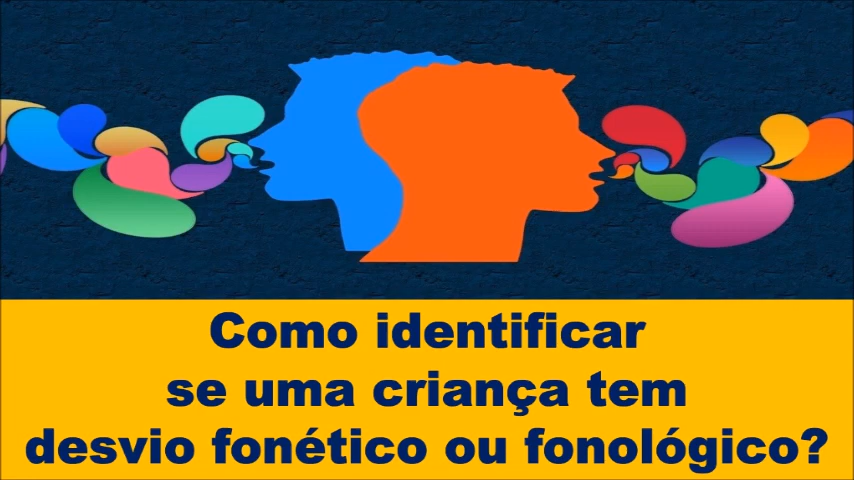 Como identificar
se uma criança tem
desvio fonético ou fonológico?